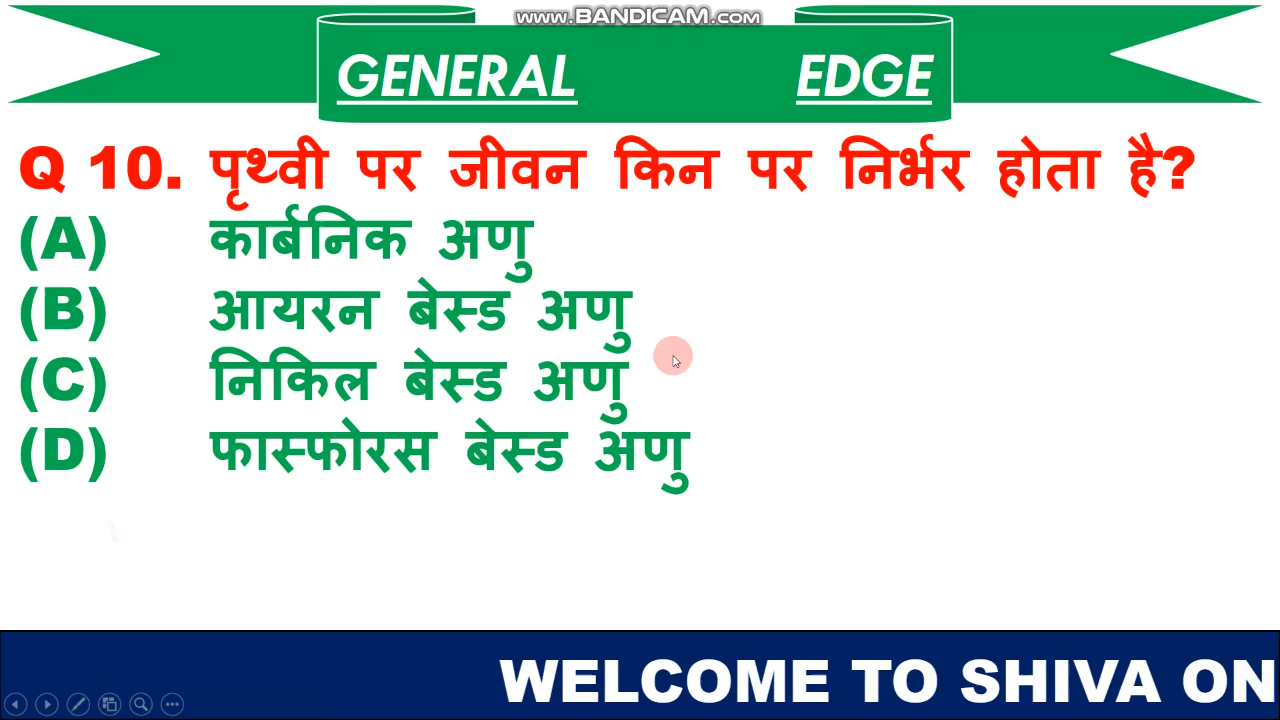 www.BANDICAM.com
GENERAL EDGE
Q 10. पृथ्वी पर जीवन किन पर निर्भर होता है?
(A) कार्बनिक अणु
(B) आयरन बेस्ड अणु
(C) निकिल बेस्ड अणु
(D) फास्फोरस बेस्ड अणु
WELCOME TO SHIVA ON